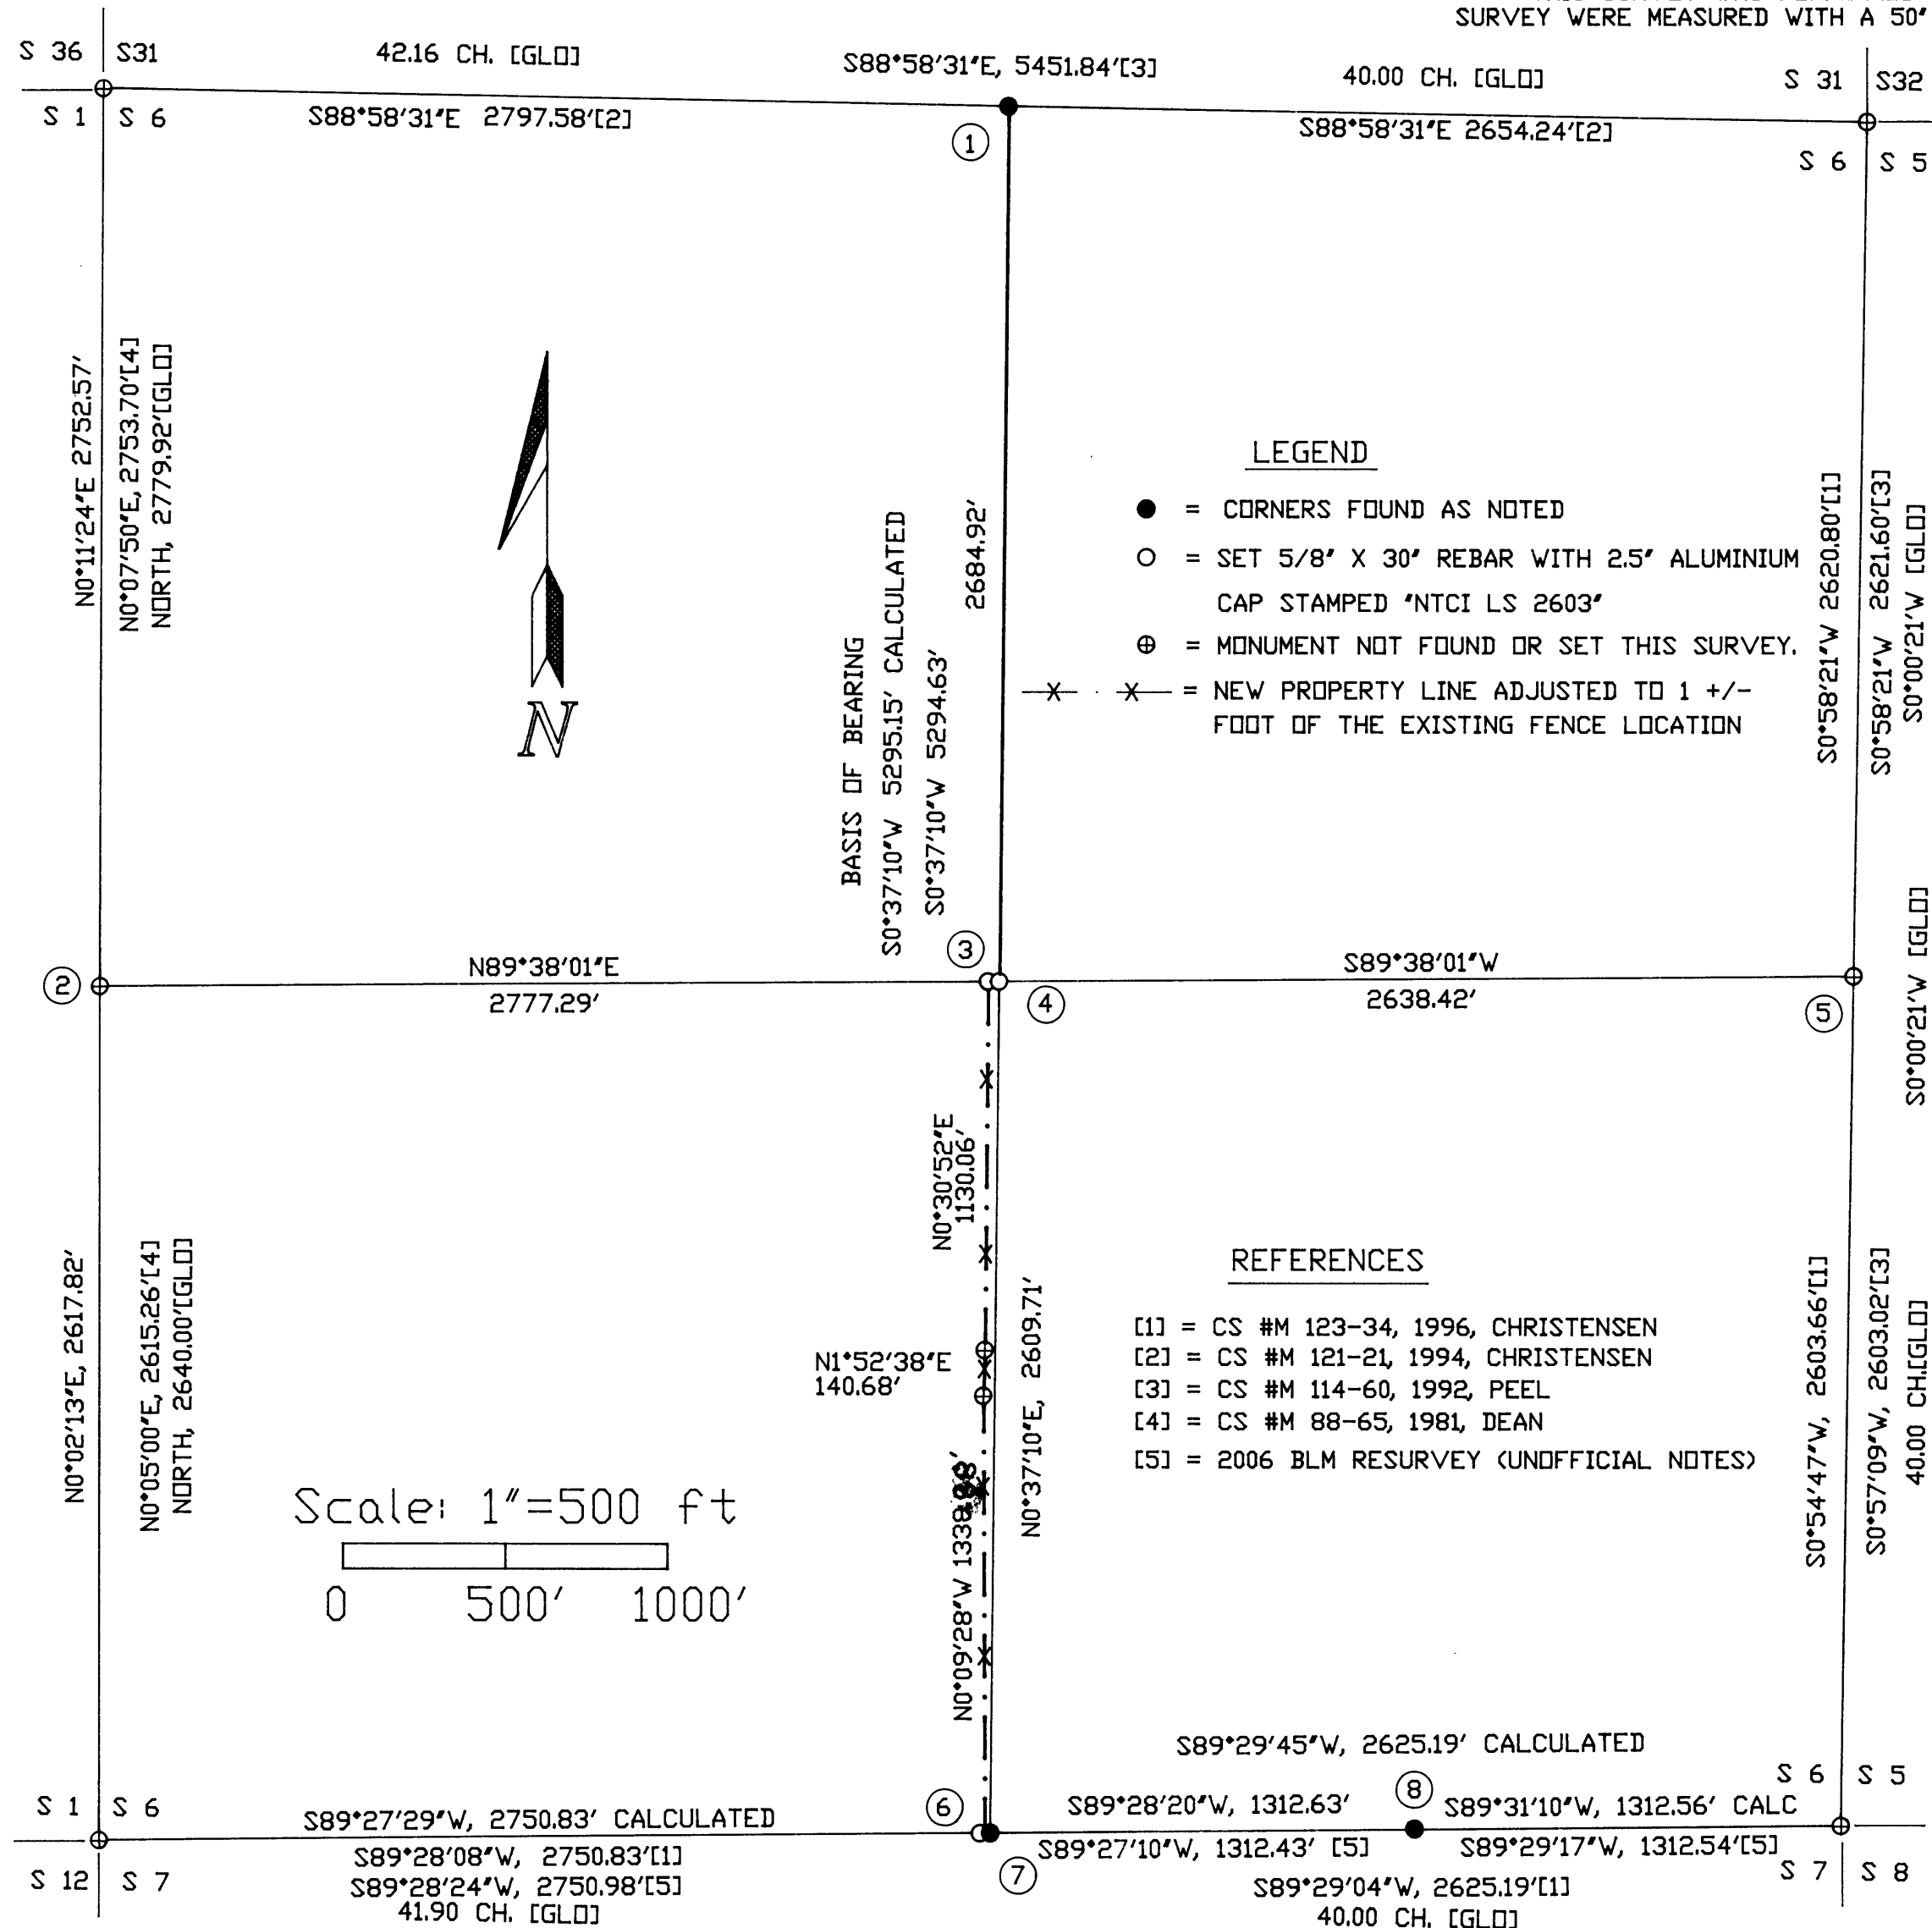 SURVEY WERE MEASURED WITH A 50'
S 36 S31
42.16 CH. [GLO]
S88°58'31"E, 5451.84'[3]
40.00 CH. [GLO]
S 31 S32
S 1 S 6
S88°58'31"E 2797.58'[2]
1
S88°58'31"E 2654.24'[2]
S 6 S 5
N0°11'24"E 2752.57'
N0°07'50"E, 2753.70'[4]
NORTH, 2779.92'[GLO]
N
BASIS OF BEARING
S0°37'10"W 5295.15' CALCULATED
S0°37'10"W 5294.63'
2684.92'
LEGEND
= CORNERS FOUND AS NOTED
= SET 5/8" X 30" REBAR WITH 2.5" ALUMINIUM
CAP STAMPED "NTCI LS 2603"
= MONUMENT NOT FOUND OR SET THIS SURVEY.
= NEW PROPERTY LINE ADJUSTED TO 1 +/-
FOOT OF THE EXISTING FENCE LOCATION
S0°58'21"W 2620.80'[1]
S0°58'21"W 2621.60'[3]
S0°00'21"W [GLO]
2
N89°38'01"E
2777.29'
3
4
S89°38'01"W
2638.42'
5
S0°00'21"W [GLO]
N0°30'52"E
1130.06'
N1°52'38"E
140.68'
N0°09'28"W
N0°37'10"E, 2609.71'
N0°02'13"E, 2617.82'
N0°05'00"E, 2615.26'[4]
NORTH, 2640.00'[GLO]
Scale: 1"=500 ft
0 500' 1000'
REFERENCES
[1] = CS #M 123-34, 1996, CHRISTENSEN
[2] = CS #M 121-21, 1994, CHRISTENSEN
[3] = CS #M 114-60, 1992, PEEL
[4] = CS #M 88-65, 1981, DEAN
[5] = 2006 BLM RESURVEY (UNOFFICIAL NOTES)
S0°54'47"W, 2603.66'[1]
S0°57'09"W, 2603.02'[3]
40.00 CH.[GLO]
S89°29'45"W, 2625.19' CALCULATED
S 6 S 5
S 1 S 6
S89°27'29"W, 2750.83' CALCULATED
6
S89°28'20"W, 1312.63'
8
S89°31'10"W, 1312.56' CALC
S89°28'08"W, 2750.83'[1]
S89°27'10"W, 1312.43' [5]
S89°29'17"W, 1312.54'[5]
S 12 S 7
S89°28'24"W, 2750.98'[5]
7
S89°29'04"W, 2625.19'[1]
S 7 S 8
41.90 CH. [GLO]
40.00 CH. [GLO]